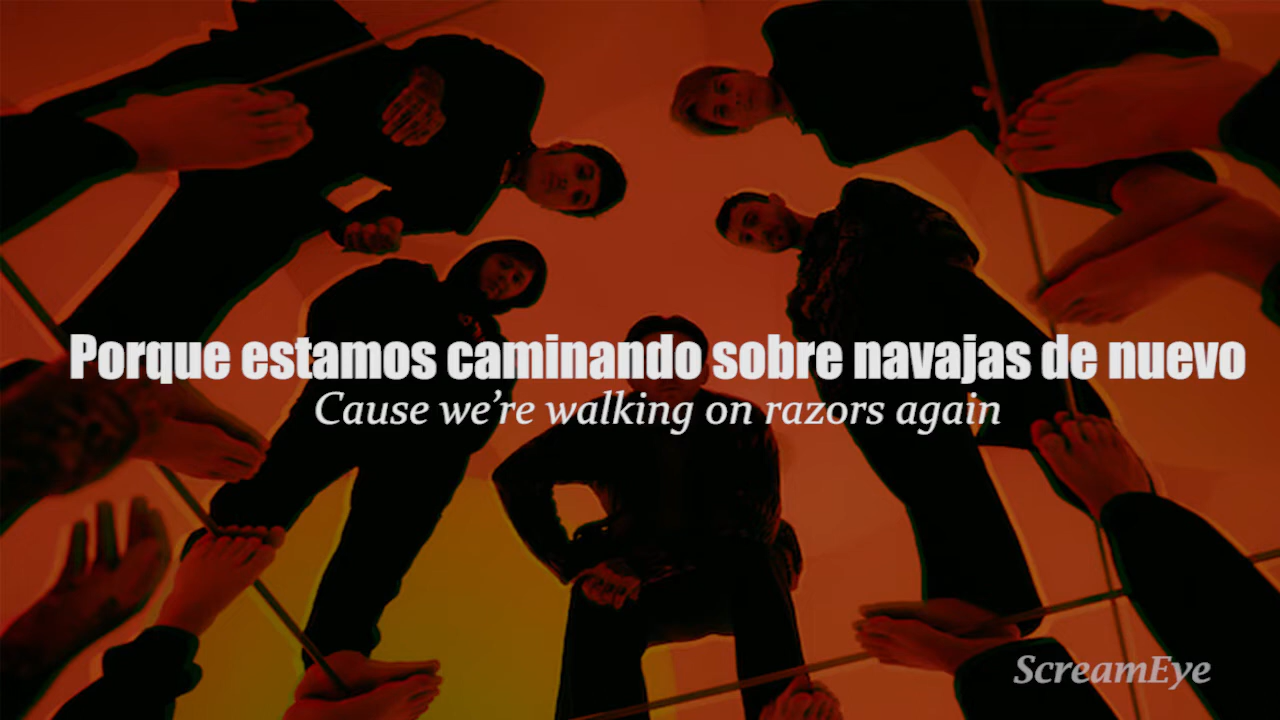 Porque estamos caminando sobre navajas de nuevo
Cause we’re walking on razors again
ScreamEye